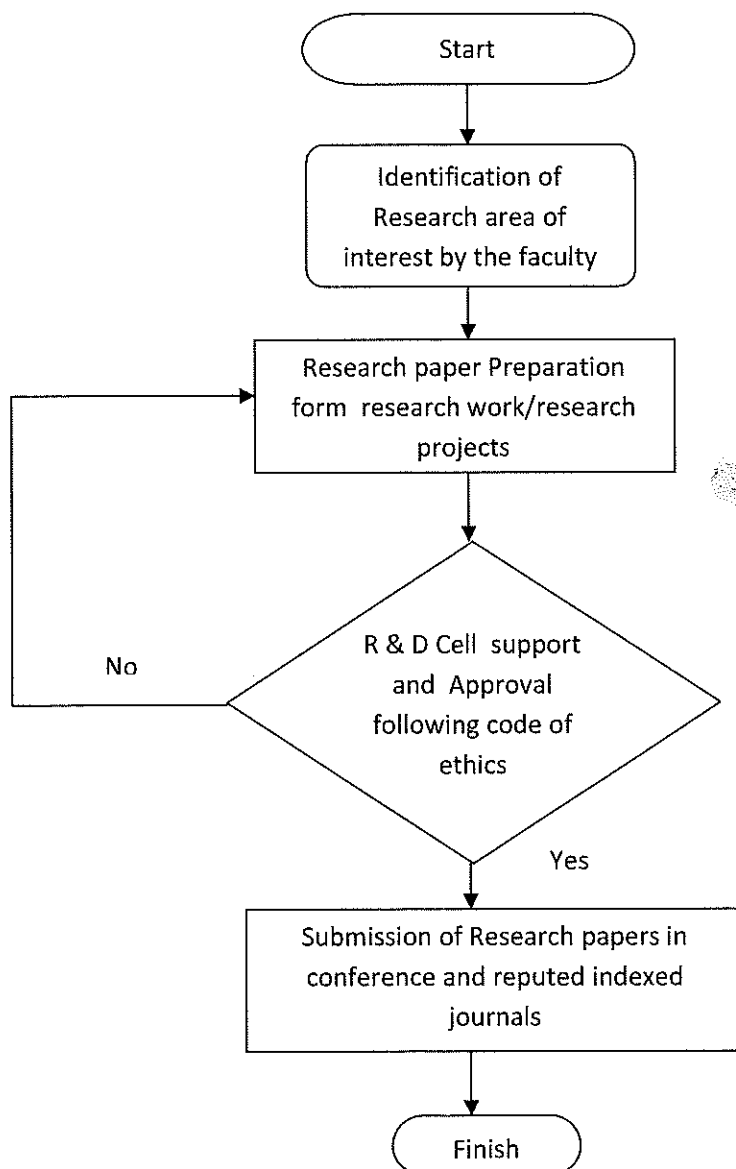 Start
Identification of
Research area of
interest by the faculty
Research paper Preparation
form research work/research
projects
R & D Cell support
and Approval
following code of
ethics
No
Yes
Submission of Research papers in
conference and reputed indexed
journals
Finish